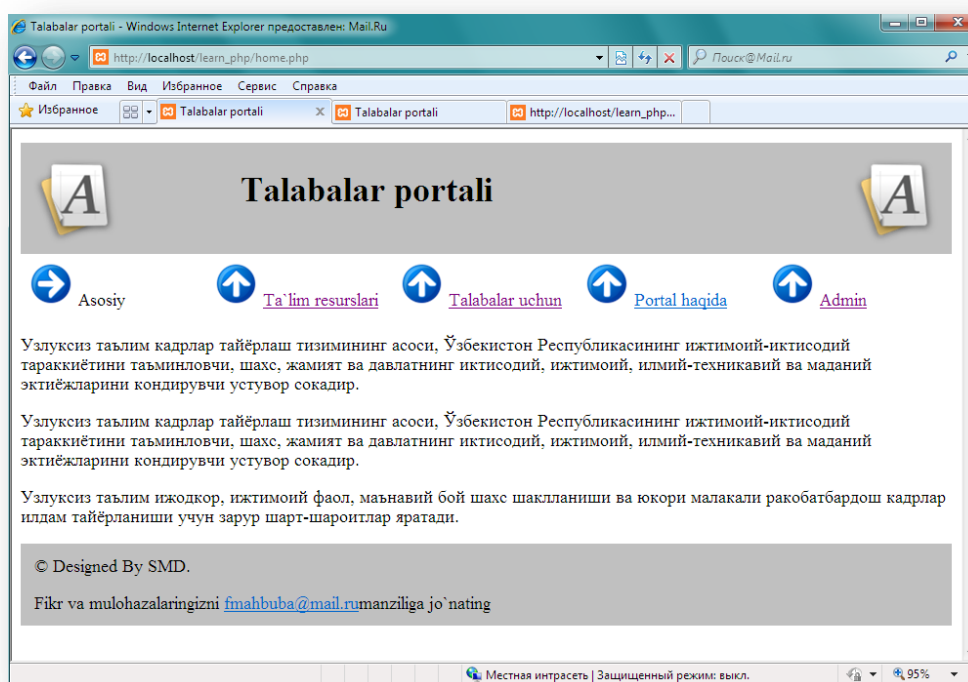 Talabalar portali - Windows Internet Explorer предоставлен: Mail.Ru
http://localhost/learn_php/home.php
Поиск@Mail.ru
Файл Правка Вид Избранное Сервис Справка
Избранное
Talabalar portali
Talabalar portali
http://localhost/learn_php...
A
Talabalar portali
A
Asosiy
Ta`lim resurslari
Talabalar uchun
Portal haqida
Admin
Узлуксиз таълим кадрлар тайёрлаш тизимининг асоси, Ўзбекистон Республикасининг ижтимоий-иктисодий
тараккиётини таъминловчи, шахс, жамият ва давлатнинг иктисодий, ижтимоий, илмий-техникавий ва маданий
эктиёжларини кондирувчи устувор сокадир.
Узлуксиз таълим кадрлар тайёрлаш тизимининг асоси, Ўзбекистон Республикасининг ижтимоий-иктисодий
тараккиётини таъминловчи, шахс, жамият ва давлатнинг иктисодий, ижтимоий, илмий-техникавий ва маданий
эктиёжларини кондирувчи устувор сокадир.
Узлуксиз таълим ижодкор, ижтимоий фаол, маънавий бой шахс шаклланиши ва юкори малакали ракобатбардош кадрлар
илдам тайёрланиши учун зарур шарт-шароитлар яратади.
© Designed By SMD.
Fikr va mulohazalaringizni fmahbuba@mail.rumanziliga jo`nating
Местная интрасеть | Защищенный режим: выкл.
95%